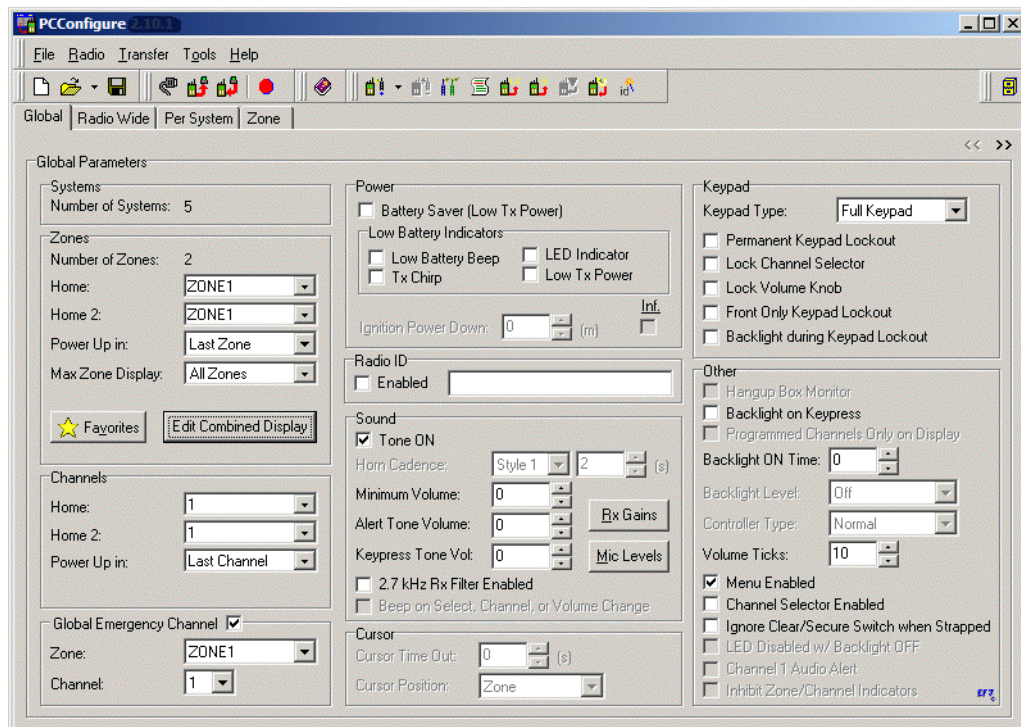 PCConfigure 2.10.1
File Radio Transfer Tools Help
id
Global Radio Wide Per System Zone
<< >>
Global Parameters
Systems
Number of Systems: 5
Zones
Number of Zones: 2
Home: ZONE1
Home 2: ZONE1
Power Up in: Last Zone
Max Zone Display: All Zones
Favorites Edit Combined Display
Channels
Home: 1
Home 2: 1
Power Up in: Last Channel
Global Emergency Channel
Zone: ZONE1
Channel: 1
Power
Battery Saver (Low Tx Power)
Low Battery Indicators
Low Battery Beep LED Indicator
Tx Chirp Low Tx Power
Inf.
Ignition Power Down: 0 (m)
Radio ID
Enabled
Sound
Tone ON
Horn Cadence: Style 1 2 (s)
Minimum Volume: 0
Rx Gains
Alert Tone Volume: 0
Keypress Tone Vol: 0
Mic Levels
2.7 kHz Rx Filter Enabled
Beep on Select, Channel, or Volume Change
Cursor
Cursor Time Out: 0 (s)
Cursor Position: Zone
Keypad
Keypad Type: Full Keypad
Permanent Keypad Lockout
Lock Channel Selector
Lock Volume Knob
Front Only Keypad Lockout
Backlight during Keypad Lockout
Other
Hangup Box Monitor
Backlight on Keypress
Programmed Channels Only on Display
Backlight ON Time: 0
Backlight Level: Off
Controller Type: Normal
Volume Ticks: 10
Menu Enabled
Channel Selector Enabled
Ignore Clear/Secure Switch when Strapped
LED Disabled w/ Backlight OFF
Channel 1 Audio Alert
Inhibit Zone/Channel Indicators